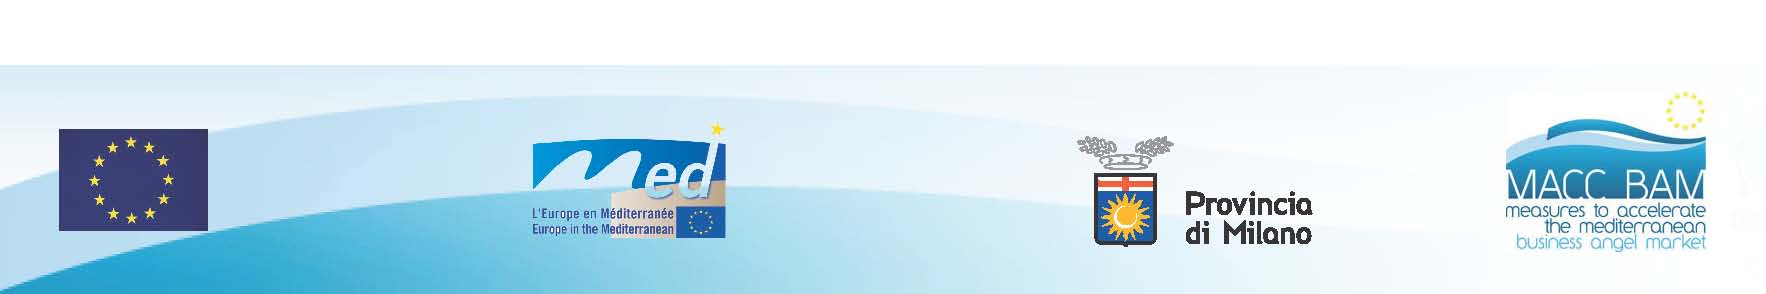 med
L'Europe en Méditerranée
Europe in the Mediterranean
Provincia
di Milano
MACC BAM
measures to accelerate
the mediterranean
business angel market